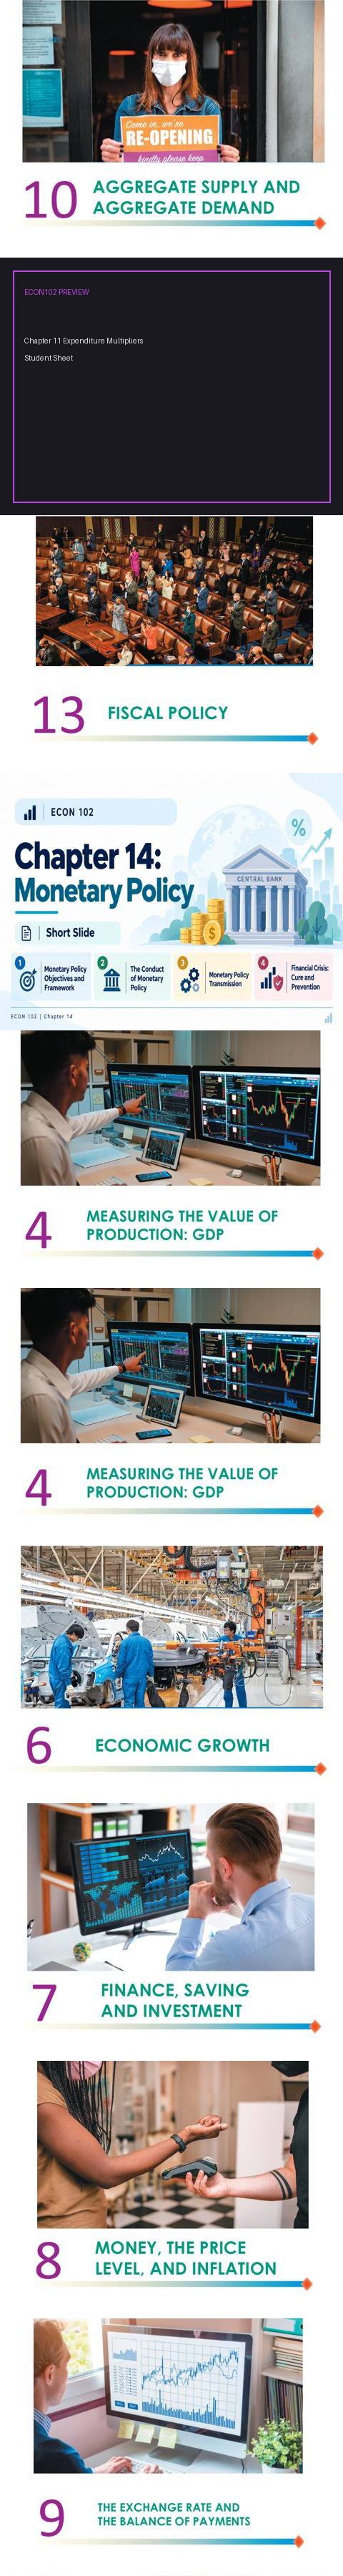 Come in, we're
RE-OPENING
kindly please keep
10
AGGREGATE SUPPLY AND
AGGREGATE DEMAND
ECON102 PREVIEW
Chapter 11 Expenditure Multipliers
Student Sheet
13
FISCAL POLICY
ECON 102
Chapter 14:
Monetary Policy
Short Slide
%
CENTRAL BANK
$
1
Monetary Policy
Objectives and
Framework
2
The Conduct
of Monetary
Policy
3
Monetary Policy
Transmission
4
Financial Crisis:
Cure and
Prevention
ECON 102 | Chapter 14
4
MEASURING THE VALUE OF
PRODUCTION: GDP
4
MEASURING THE VALUE OF
PRODUCTION: GDP
6
ECONOMIC GROWTH
7
FINANCE, SAVING
AND INVESTMENT
8
MONEY, THE PRICE
LEVEL, AND INFLATION
9
THE EXCHANGE RATE AND
THE BALANCE OF PAYMENTS